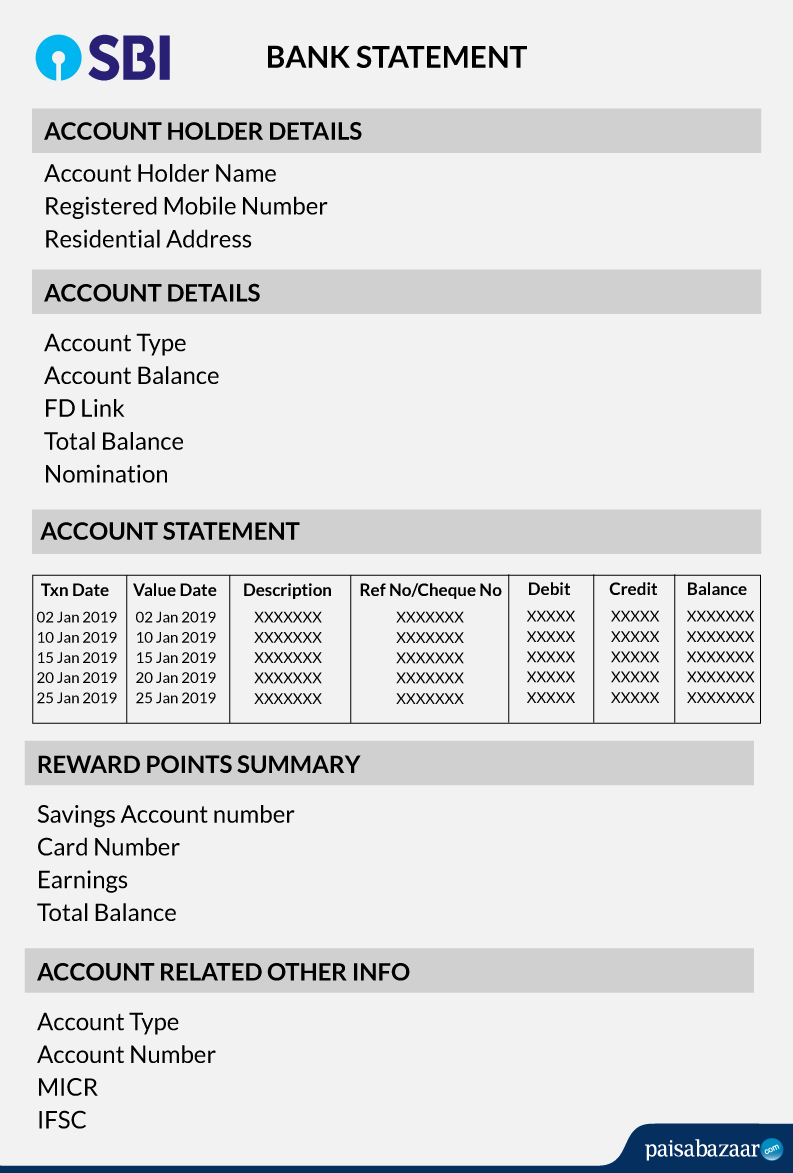 SBI
BANK STATEMENT
ACCOUNT HOLDER DETAILS
Account Holder Name
Registered Mobile Number
Residential Address
ACCOUNT DETAILS
Account Type
Account Balance
FD Link
Total Balance
Nomination
ACCOUNT STATEMENT
Txn Date Value Date Description Ref No/Cheque No Debit Credit Balance
02 Jan 2019 02 Jan 2019 XXXXXXX XXXXXXX XXXXX XXXXX XXXXXXX
10 Jan 2019 10 Jan 2019 XXXXXXX XXXXXXX XXXXX XXXXX XXXXXXX
15 Jan 2019 15 Jan 2019 XXXXXXX XXXXXXX XXXXX XXXXX XXXXXXX
20 Jan 2019 20 Jan 2019 XXXXXXX XXXXXXX XXXXX XXXXX XXXXXXX
25 Jan 2019 25 Jan 2019 XXXXXXX XXXXXXX XXXXX XXXXX XXXXXXX
REWARD POINTS SUMMARY
Savings Account number
Card Number
Earnings
Total Balance
ACCOUNT RELATED OTHER INFO
Account Type
Account Number
MICR
IFSC
paisabazaar.com